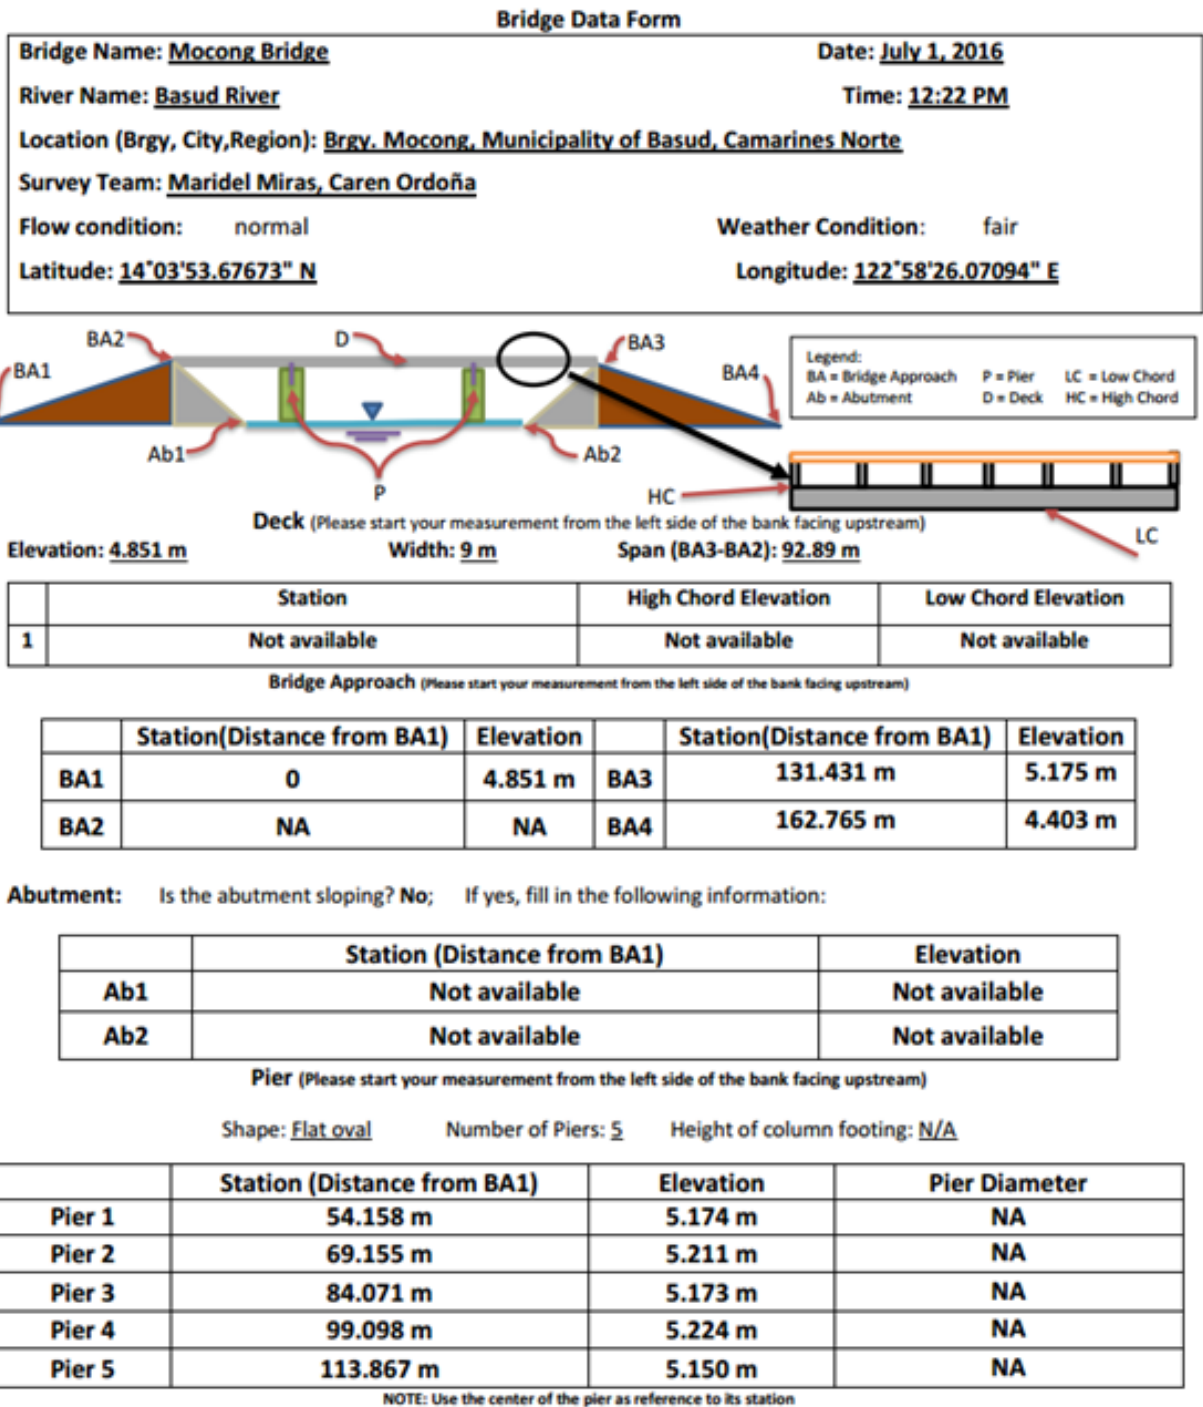 Bridge Data Form
Bridge Name: Mocong Bridge Date: July 1, 2016
River Name: Basud River Time: 12:22 PM
Location (Brgy, City,Region): Brgy. Mocong, Municipality of Basud, Camarines Norte
Survey Team: Maridel Miras, Caren Ordoña
Flow condition: normal Weather Condition: fair
Latitude: 14°03'53.67673" N Longitude: 122°58'26.07094" E
BA2 D BA3
BA1 BA4
Legend:
BA = Bridge Approach P = Pier LC = Low Chord
Ab = Abutment D = Deck HC = High Chord
Ab1 Ab2
P HC
LC
Deck (Please start your measurement from the left side of the bank facing upstream)
Elevation: 4.851 m Width: 9 m Span (BA3-BA2): 92.89 m
Station High Chord Elevation Low Chord Elevation
1 Not available Not available Not available
Bridge Approach (Please start your measurement from the left side of the bank facing upstream)
Station(Distance from BA1) Elevation Station(Distance from BA1) Elevation
BA1 0 4.851 m BA3 131.431 m 5.175 m
BA2 NA NA BA4 162.765 m 4.403 m
Abutment: Is the abutment sloping? No; If yes, fill in the following information:
Station (Distance from BA1) Elevation
Ab1 Not available Not available
Ab2 Not available Not available
Pier (Please start your measurement from the left side of the bank facing upstream)
Shape: Flat oval Number of Piers: 5 Height of column footing: N/A
Station (Distance from BA1) Elevation Pier Diameter
Pier 1 54.158 m 5.174 m NA
Pier 2 69.155 m 5.211 m NA
Pier 3 84.071 m 5.173 m NA
Pier 4 99.098 m 5.224 m NA
Pier 5 113.867 m 5.150 m NA
NOTE: Use the center of the pier as reference to its station